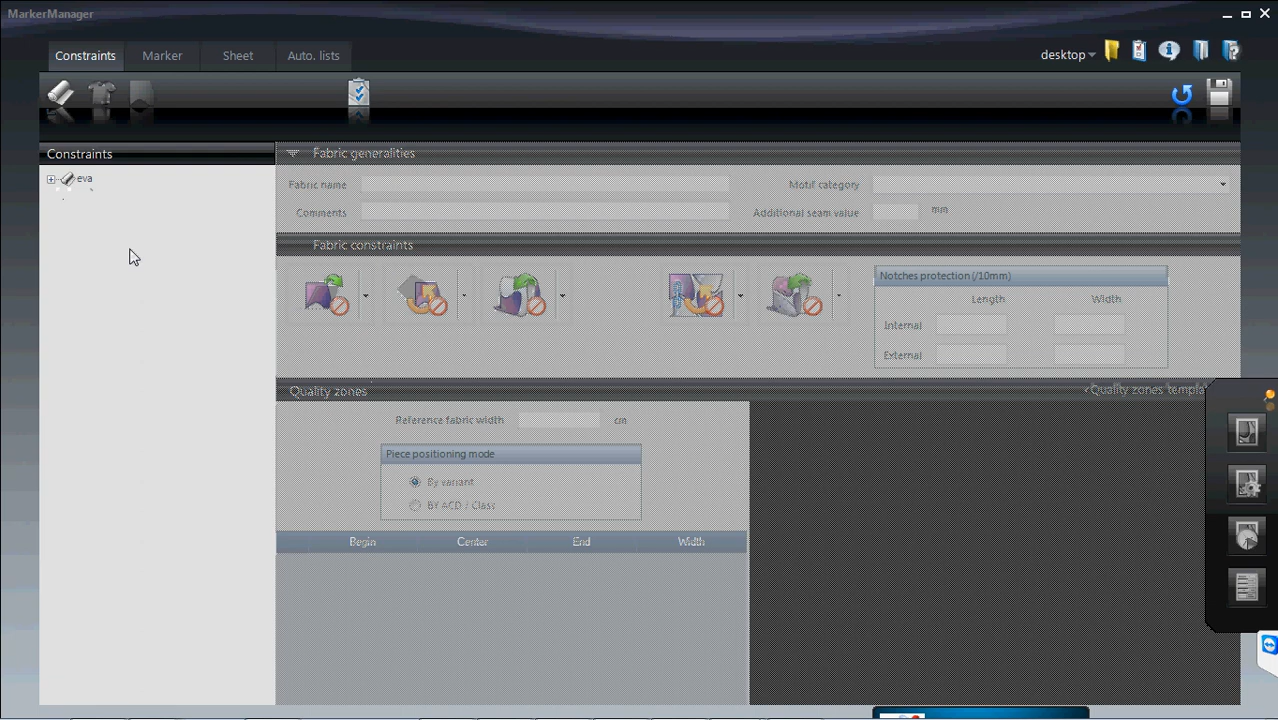 MarkerManager
Constraints Marker Sheet Auto. lists
desktop
Constraints
eva
Fabric generalities
Fabric name
Motif category
Comments
Additional seam value
mm
Fabric constraints
Notches protection (/10mm)
Length Width
Internal
External
Quality zones
<Quality zones templa
Reference fabric width
cm
Piece positioning mode
By variant
BY ACD / Class
Begin Center End Width